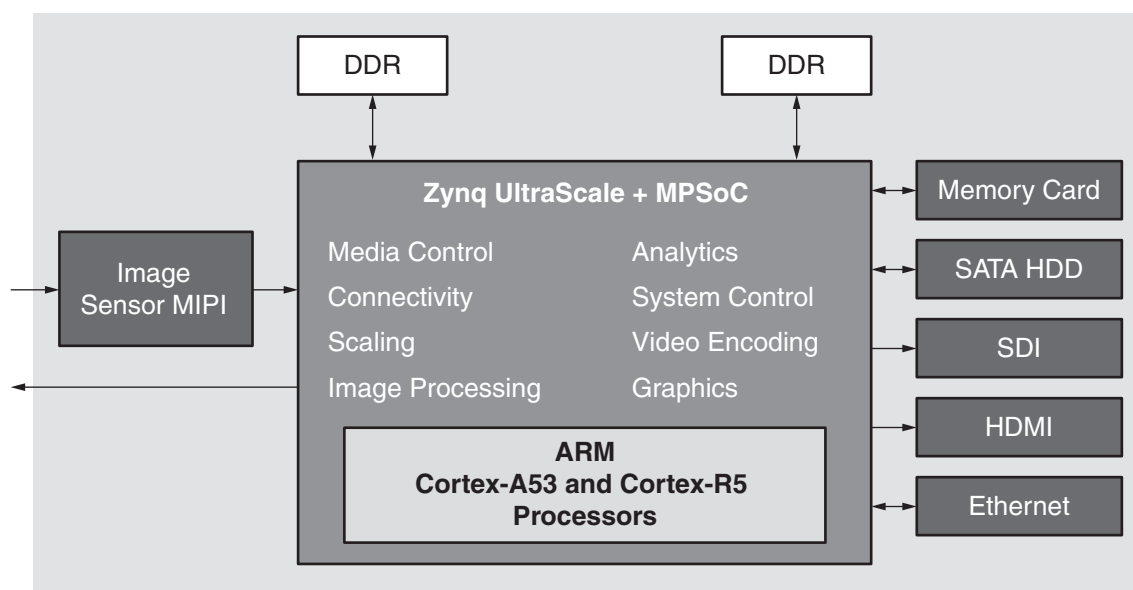 DDR
DDR
Zynq UltraScale + MPSoC
Media Control
Analytics
Connectivity
System Control
Scaling
Video Encoding
Image Processing
Graphics
ARM
Cortex-A53 and Cortex-R5
Processors
Image
Sensor MIPI
Memory Card
SATA HDD
SDI
HDMI
Ethernet